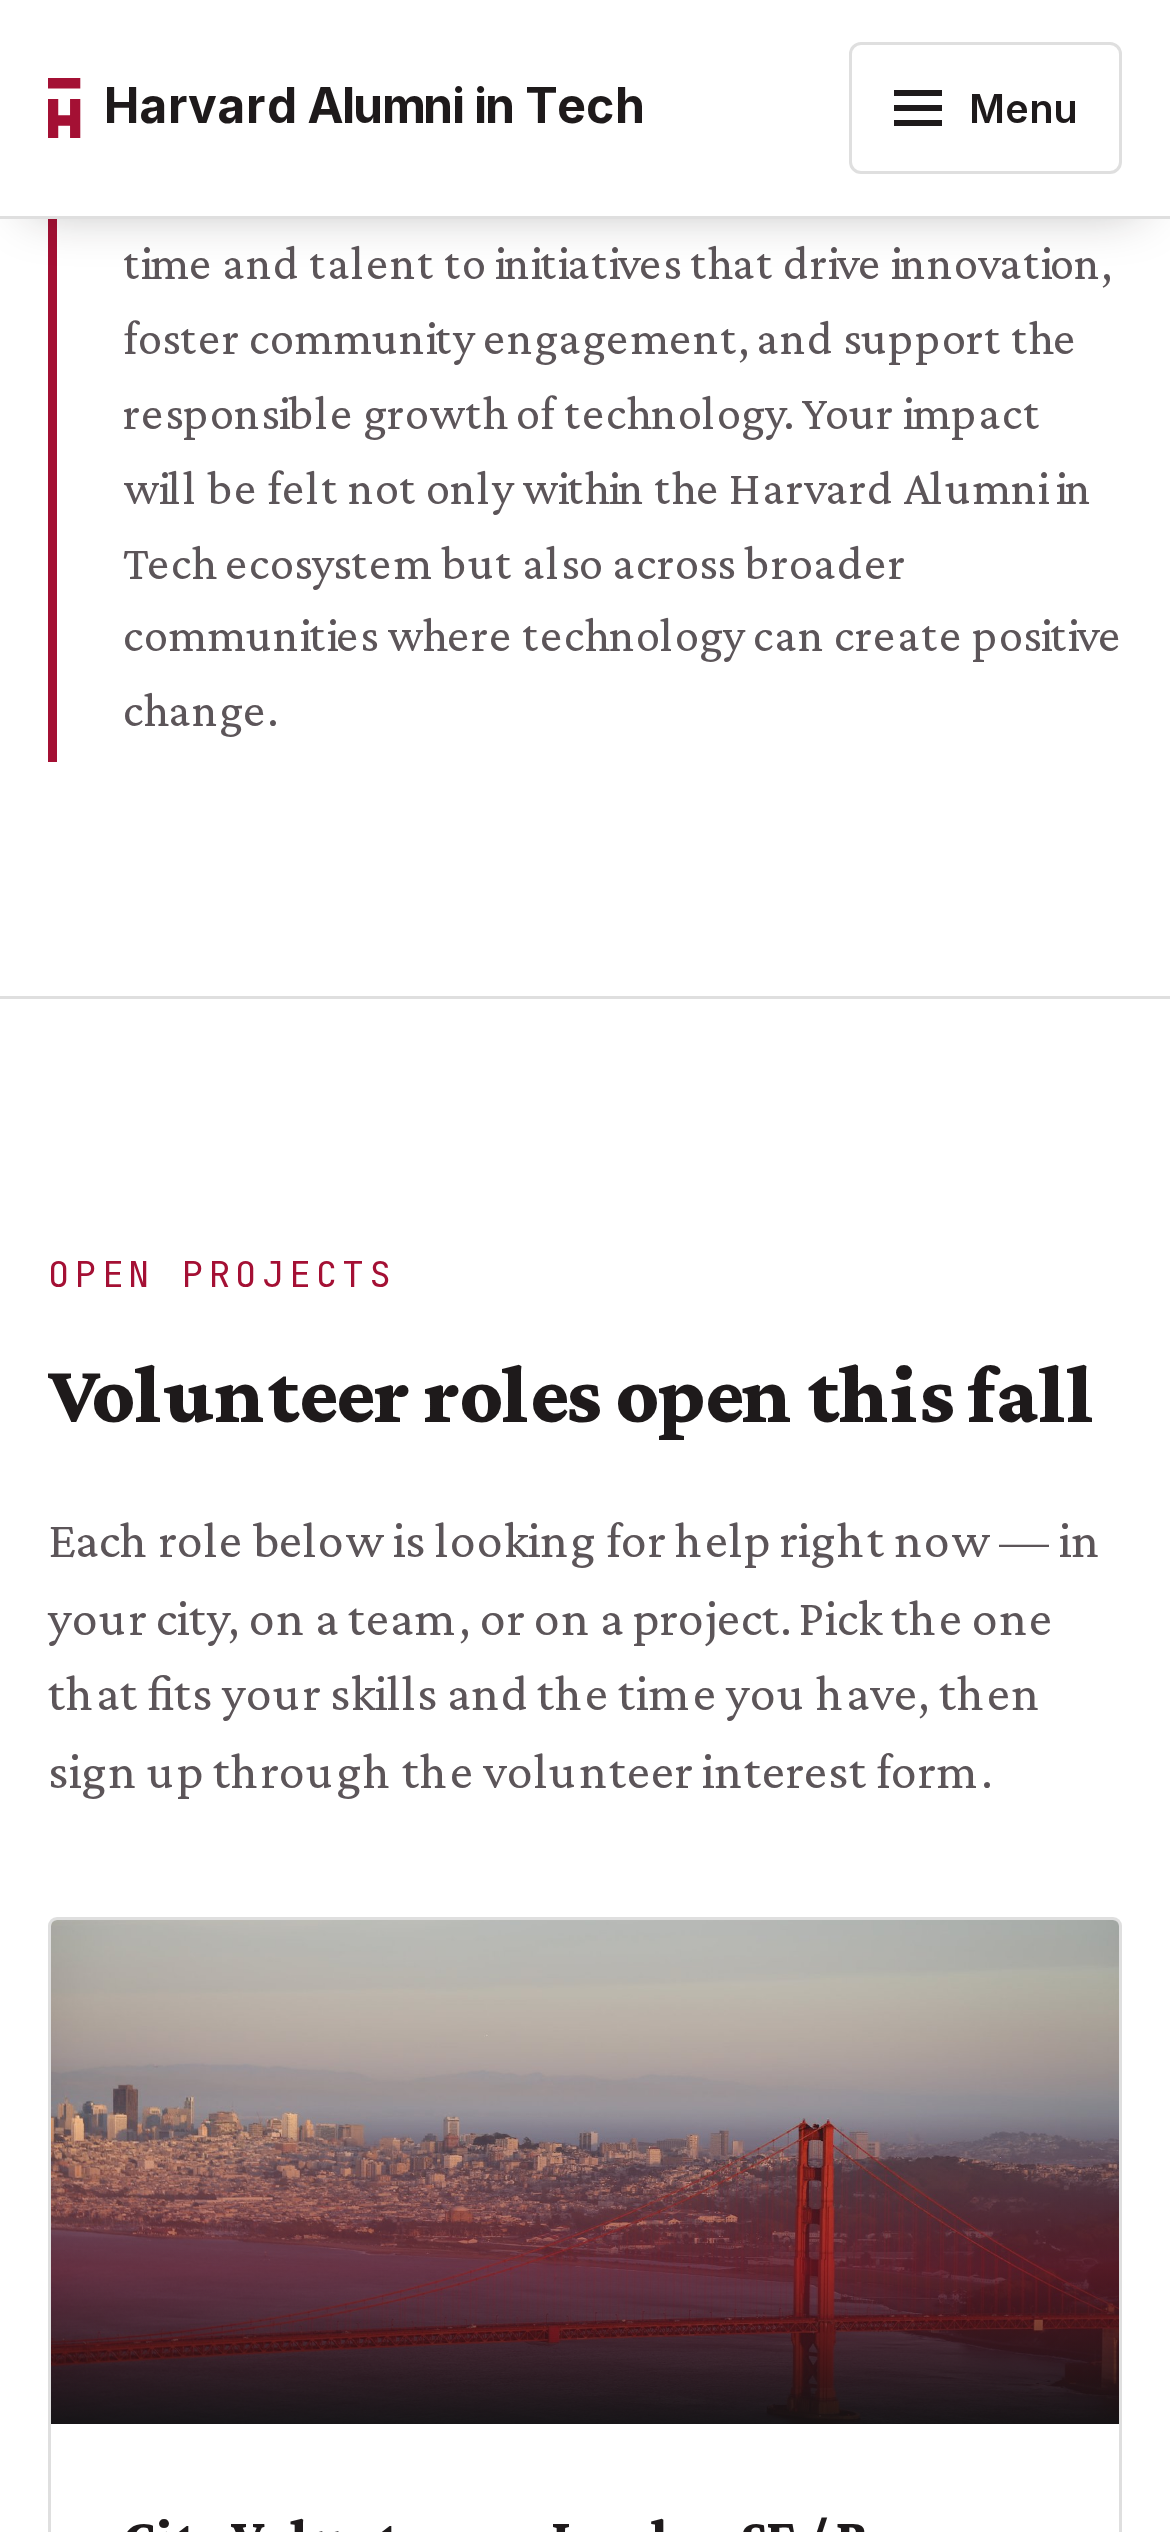 Harvard Alumni in Tech
Menu
time and talent to initiatives that drive innovation,
foster community engagement, and support the
responsible growth of technology. Your impact
will be felt not only within the Harvard Alumni in
Tech ecosystem but also across broader
communities where technology can create positive
change.
OPEN PROJECTS
Volunteer roles open this fall
Each role below is looking for help right now — in
your city, on a team, or on a project. Pick the one
that fits your skills and the time you have, then
sign up through the volunteer interest form.